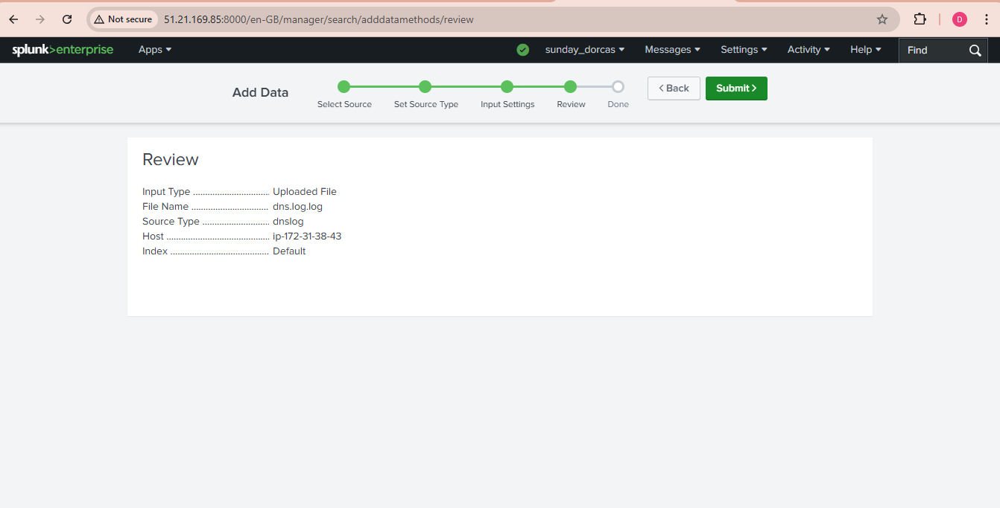 Not secure 51.21.169.85:8000/en-GB/manager/search/adddatamethods/review D
splunk>enterprise Apps sunday_dorcas Messages Settings Activity Help Find
Add Data
Select Source Set Source Type Input Settings Review Done
Back Submit
Review
Input Type ................................ Uploaded File
File Name ................................ dns.log.log
Source Type ............................ dnslog
Host ........................................... ip-172-31-38-43
Index ......................................... Default